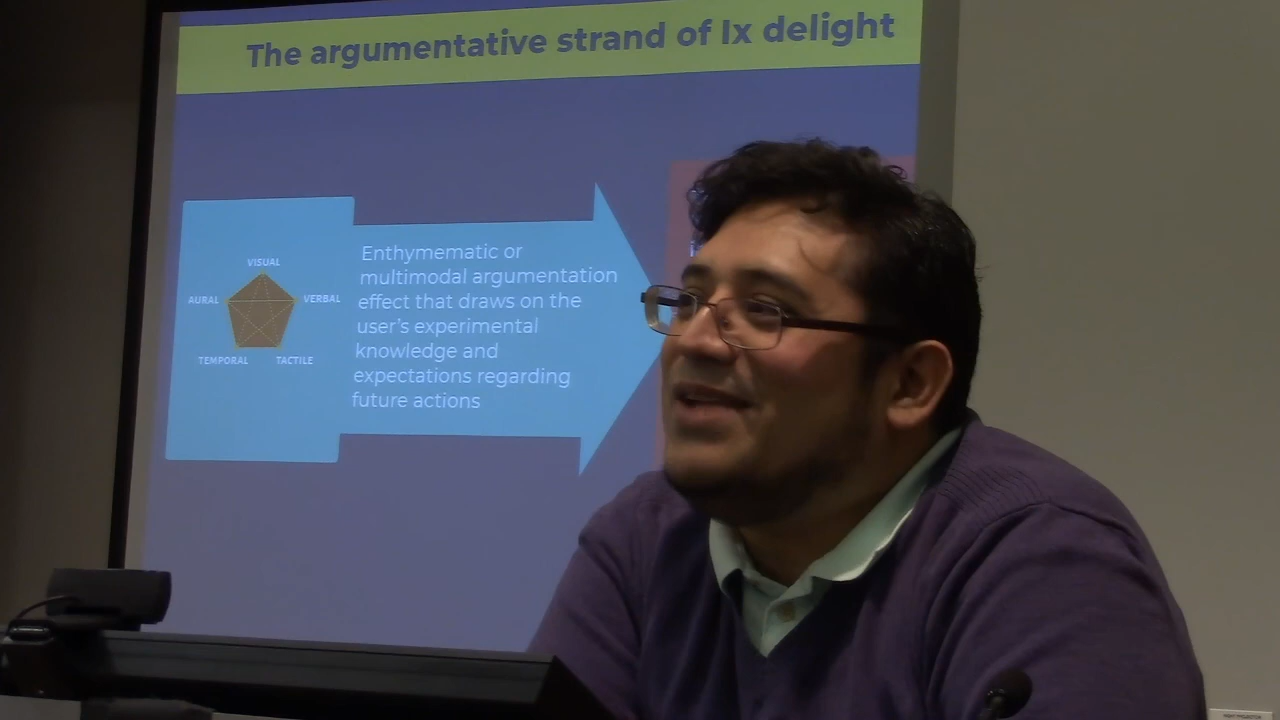 The argumentative strand of Ix delight
VISUAL
AURAL
VERBAL
TEMPORAL
TACTILE
Enthymematic or
multimodal argumentation
effect that draws on the
user's experimental
knowledge and
expectations regarding
future actions